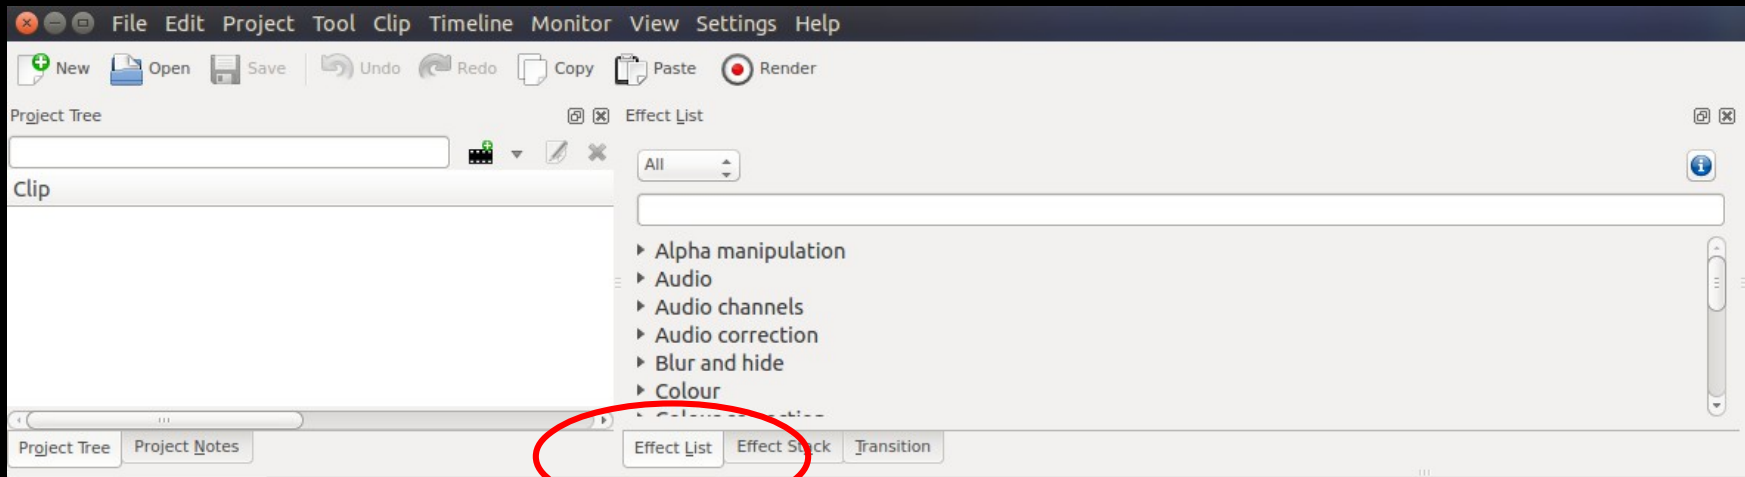 File Edit Project Tool Clip Timeline Monitor View Settings Help
New Open Save Undo Redo Copy Paste Render
Project Tree
Clip
Project Tree Project Notes
Effect List
All
Alpha manipulation
Audio
Audio channels
Audio correction
Blur and hide
Colour
Colour correction
Effect List Effect Stack Transition